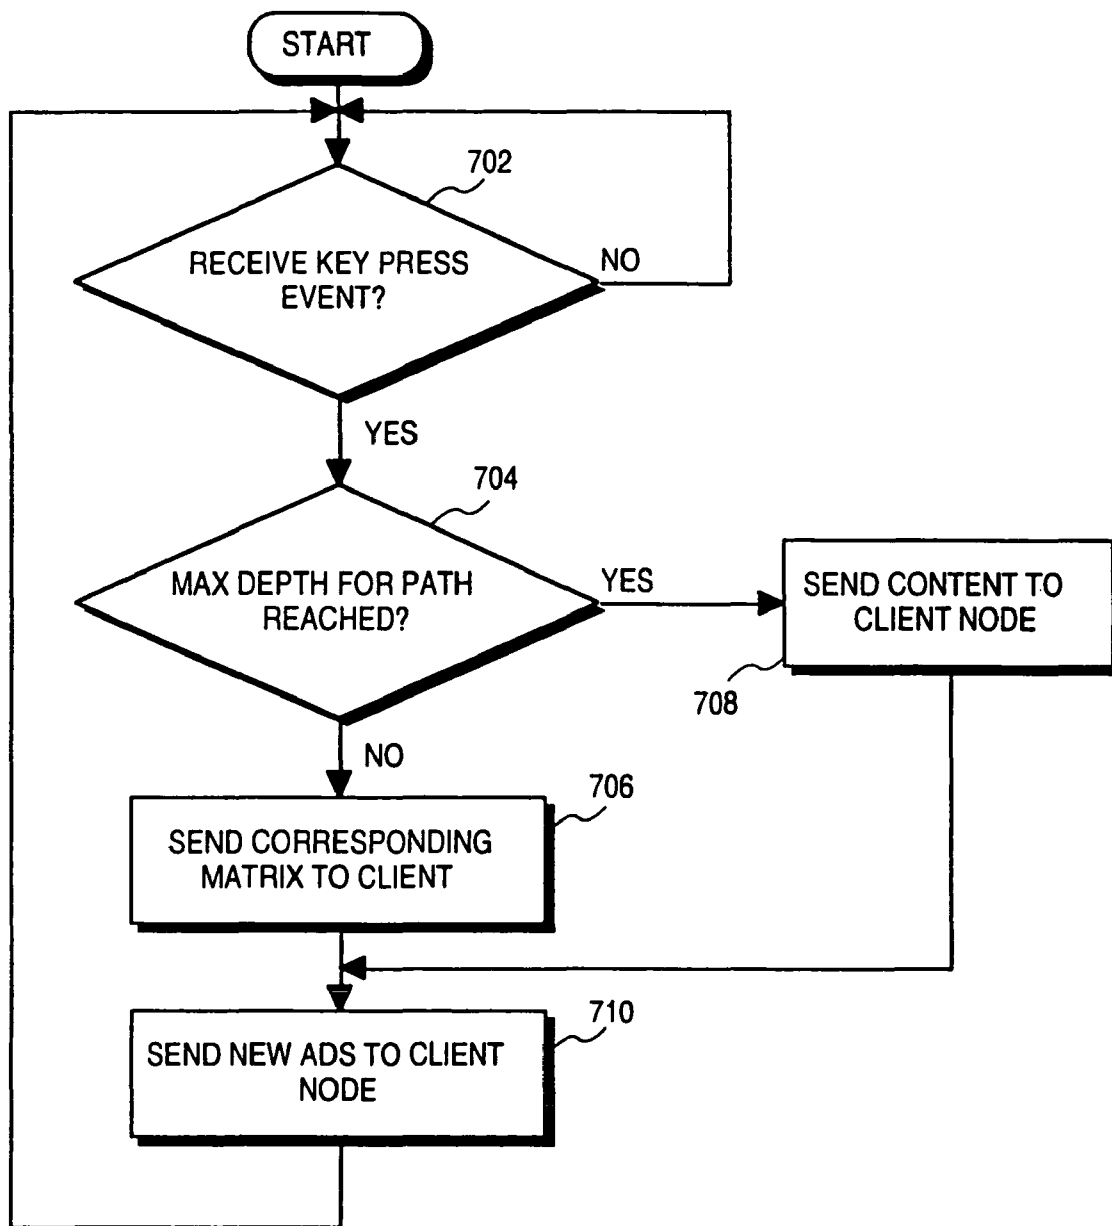 START
702
RECEIVE KEY PRESS
EVENT?
NO
YES
704
MAX DEPTH FOR PATH
REACHED?
YES
SEND CONTENT TO
CLIENT NODE
708
NO
706
SEND CORRESPONDING
MATRIX TO CLIENT
710
SEND NEW ADS TO CLIENT
NODE